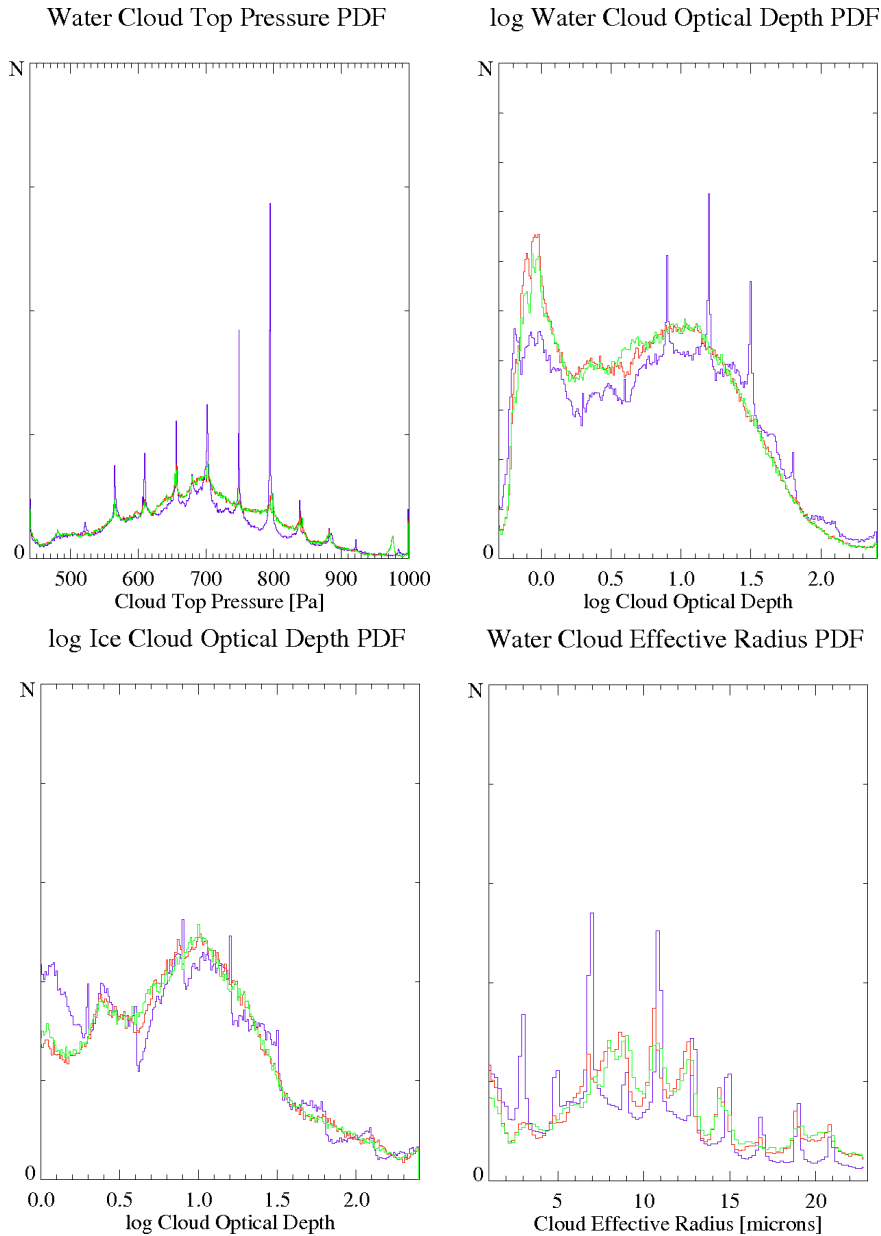 Water Cloud Top Pressure PDF
N
0
500 600 700 800 900 1000
Cloud Top Pressure [Pa]
log Water Cloud Optical Depth PDF
N
0
0.0 0.5 1.0 1.5 2.0
log Cloud Optical Depth
log Ice Cloud Optical Depth PDF
N
0
0.0 0.5 1.0 1.5 2.0
log Cloud Optical Depth
Water Cloud Effective Radius PDF
N
0
5 10 15 20
Cloud Effective Radius [microns]